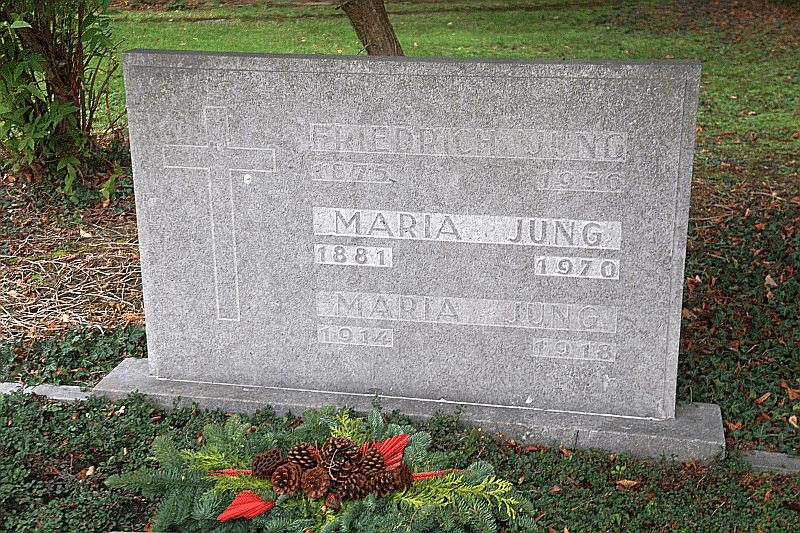 FRIEDRICH JUNG
1875 1956
MARIA JUNG
1881 1970
MARIA JUNG
1914 1918